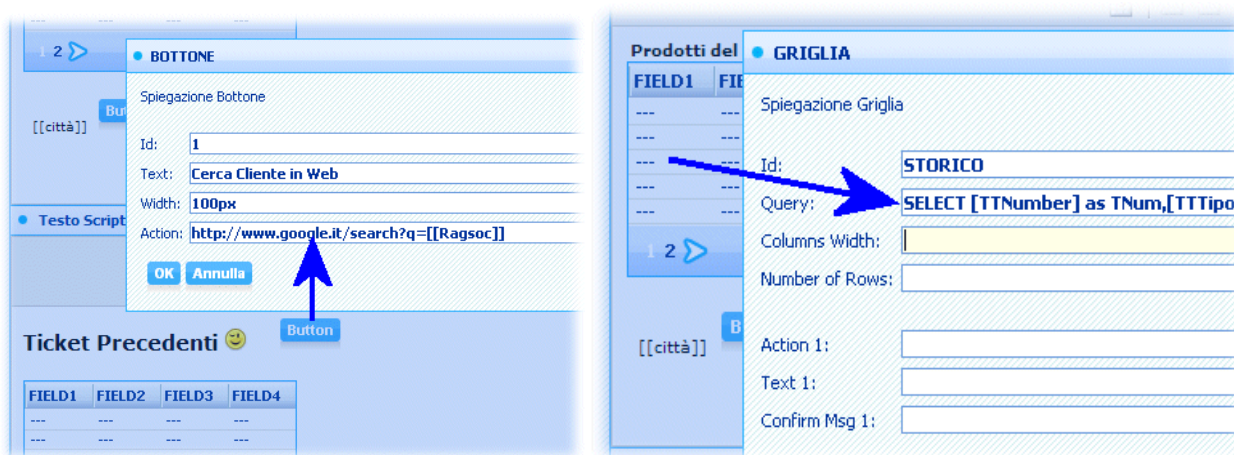 --- --- --- ---
1 2
BOTTONE
Spiegazione Bottone
[[città]]
Id: 1
Text: Cerca Cliente in Web
Width: 100px
Action: http://www.google.it/search?q=[[Ragsoc]]
OK Annulla
Testo Script
Button
Ticket Precedenti
FIELD1 FIELD2 FIELD3 FIELD4
--- --- --- ---
--- --- --- ---
Prodotti del
FIELD1 FIE
--- ---
--- ---
--- ---
--- ---
--- ---
1 2
[[città]]
GRIGLIA
Spiegazione Griglia
Id: STORICO
Query: SELECT [TTNumber] as TNum,[TTTipo
Columns Width:
Number of Rows:
Action 1:
Text 1:
Confirm Msg 1: